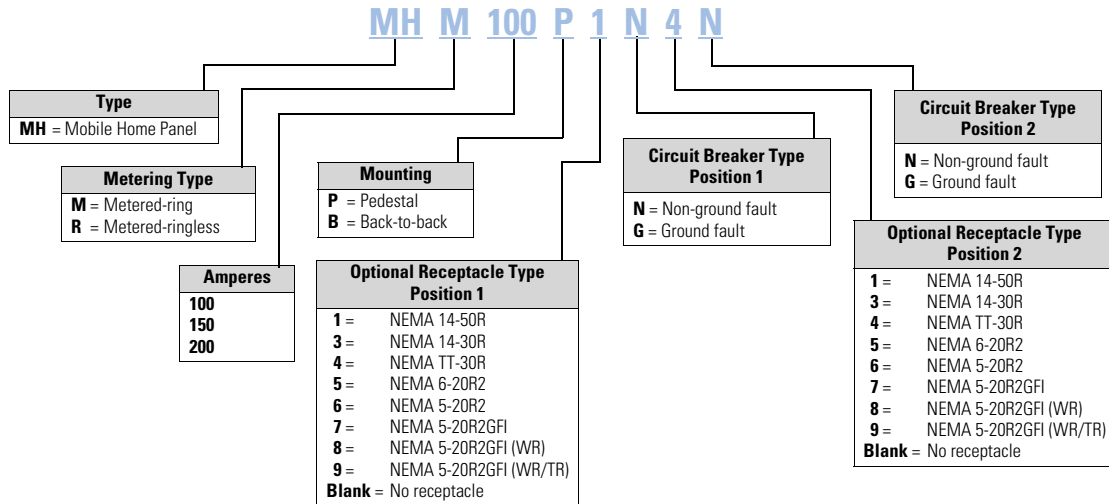 MH M 100 P 1 N 4 N
Type
MH = Mobile Home Panel
Metering Type
M = Metered-ring
R = Metered-ringless
Amperes
100
150
200
Mounting
P = Pedestal
B = Back-to-back
Optional Receptacle Type
Position 1
1 = NEMA 14-50R
3 = NEMA 14-30R
4 = NEMA TT-30R
5 = NEMA 6-20R2
6 = NEMA 5-20R2
7 = NEMA 5-20R2GFI
8 = NEMA 5-20R2GFI (WR)
9 = NEMA 5-20R2GFI (WR/TR)
Blank = No receptacle
Circuit Breaker Type
Position 1
N = Non-ground fault
G = Ground fault
Optional Receptacle Type
Position 2
1 = NEMA 14-50R
3 = NEMA 14-30R
4 = NEMA TT-30R
5 = NEMA 6-20R2
6 = NEMA 5-20R2
7 = NEMA 5-20R2GFI
8 = NEMA 5-20R2GFI (WR)
9 = NEMA 5-20R2GFI (WR/TR)
Blank = No receptacle
Circuit Breaker Type
Position 2
N = Non-ground fault
G = Ground fault